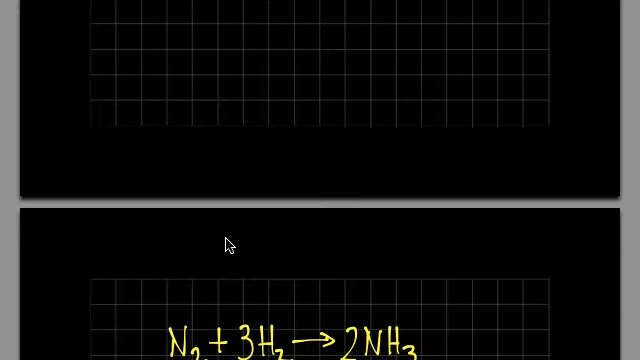 N₂ + 3H₂ → 2NH₃